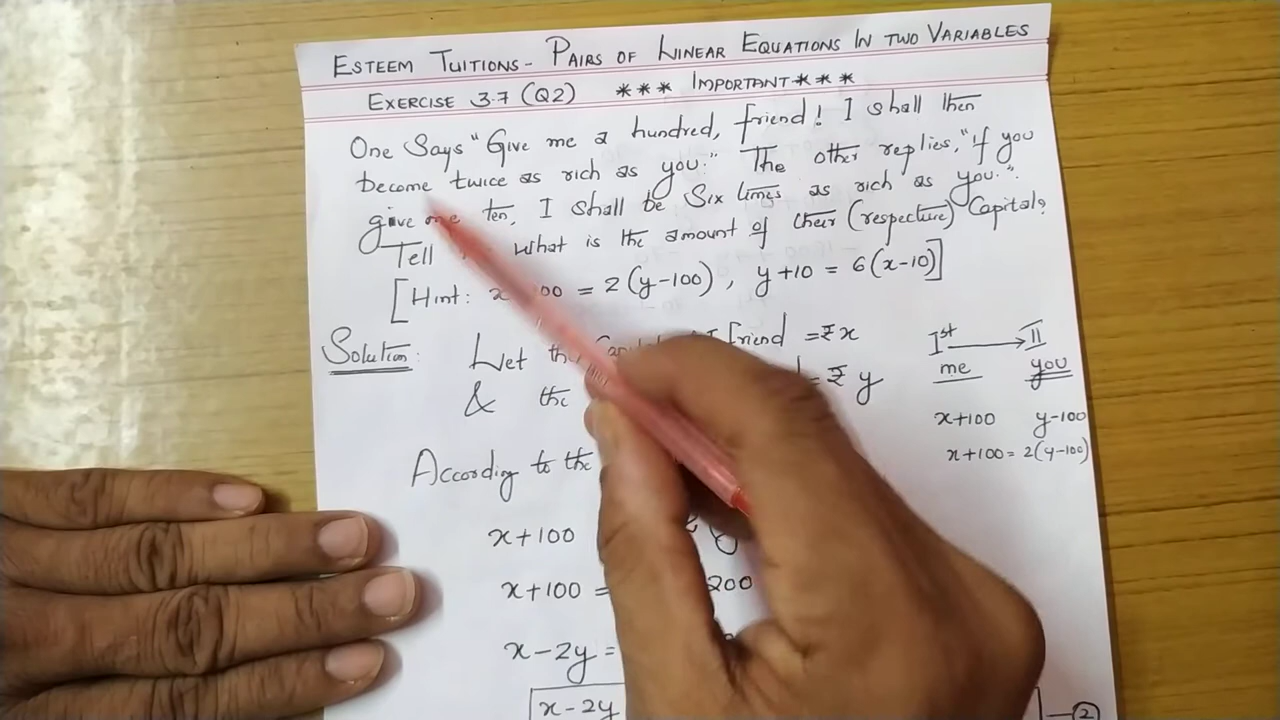 ESTEEM TUITIONS - PAIRS OF LINEAR EQUATIONS IN TWO VARIABLES
EXERCISE 3.7 (Q2) *** IMPORTANT ***
One Says "Give me a hundred, friend! I shall then
become twice as rich as you." The other replies, "If you
give me ten, I shall be Six times as rich as you.".
Tell what is the amount of their (respective) Capital?
[Hint: x 100 = 2(y-100), y+10 = 6(x-10)]
Solution: Let the friend = ₹ x
& the = ₹ y
Ist → II
me you
x+100 y-100
x+100 = 2(y-100)
According to the
x+100
x+100 = 200
x-2y =
x-2y
②